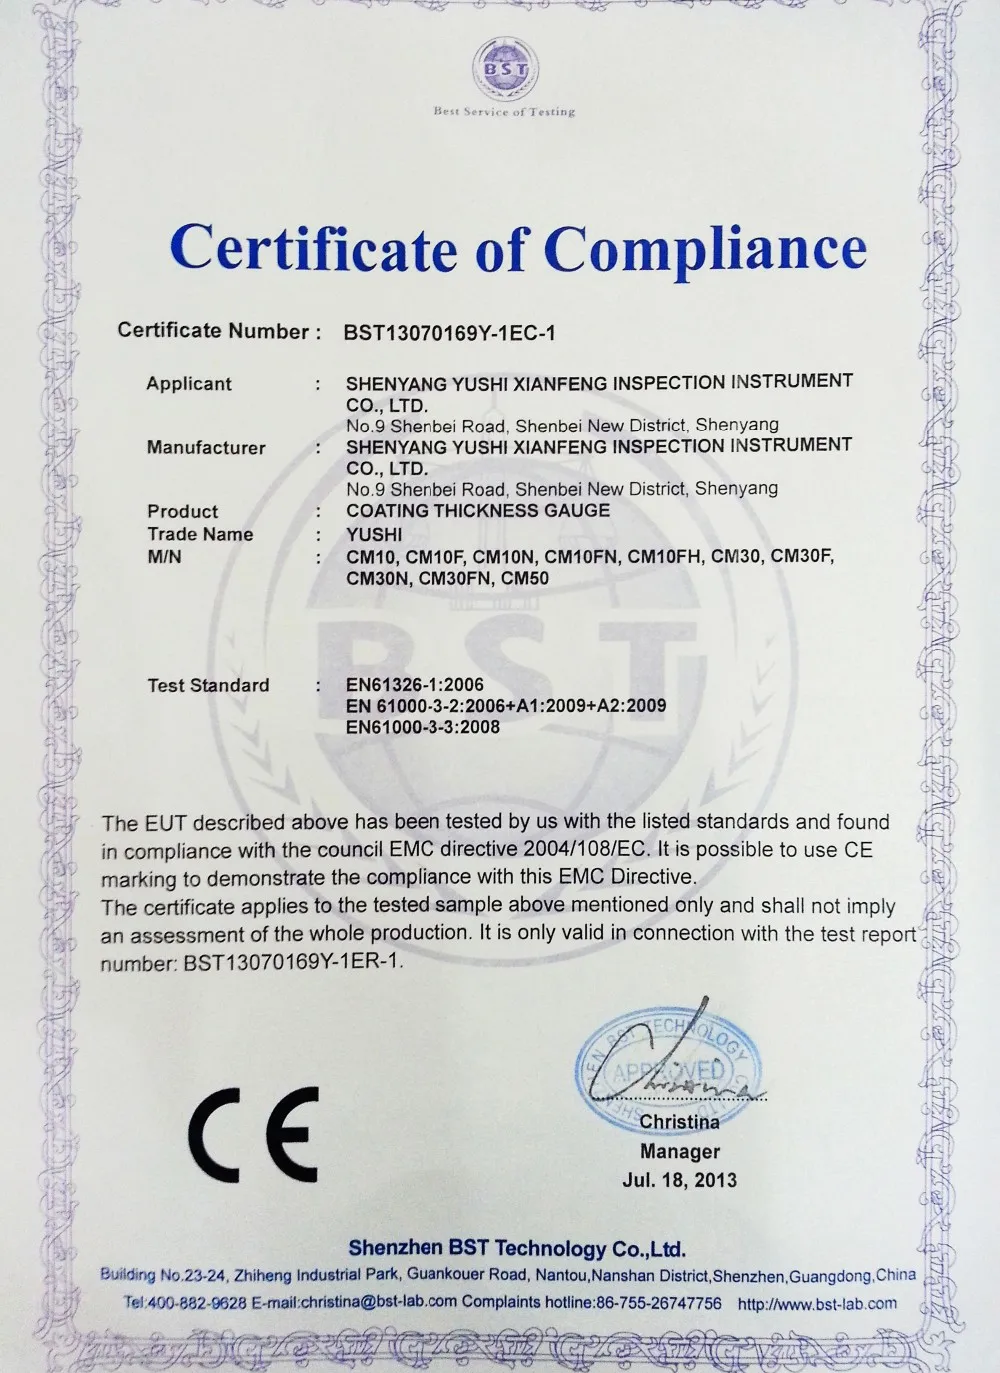 BST
Best Service of Testing
Certificate of Compliance
Certificate Number : BST13070169Y-1EC-1
Applicant : SHENYANG YUSHI XIANFENG INSPECTION INSTRUMENT
CO., LTD.
No.9 Shenbei Road, Shenbei New District, Shenyang
Manufacturer : SHENYANG YUSHI XIANFENG INSPECTION INSTRUMENT
CO., LTD.
No.9 Shenbei Road, Shenbei New District, Shenyang
Product : COATING THICKNESS GAUGE
Trade Name : YUSHI
M/N : CM10, CM10F, CM10N, CM10FN, CM10FH, CM30, CM30F,
CM30N, CM30FN, CM50
BST
Test Standard : EN61326-1:2006
EN 61000-3-2:2006+A1:2009+A2:2009
EN61000-3-3:2008
The EUT described above has been tested by us with the listed standards and found
in compliance with the council EMC directive 2004/108/EC. It is possible to use CE
marking to demonstrate the compliance with this EMC Directive.
The certificate applies to the tested sample above mentioned only and shall not imply
an assessment of the whole production. It is only valid in connection with the test report
number: BST13070169Y-1ER-1.
CE
BST TECHNOLOGY
APPROVED
Christina
Christina
Manager
Jul. 18, 2013
Shenzhen BST Technology Co.,Ltd.
Building No.23-24, Zhiheng Industrial Park, Guankouer Road, Nantou,Nanshan District,Shenzhen,Guangdong,China
Tel:400-882-9628 E-mail:christina@bst-lab.com Complaints hotline:86-755-26747756 http://www.bst-lab.com